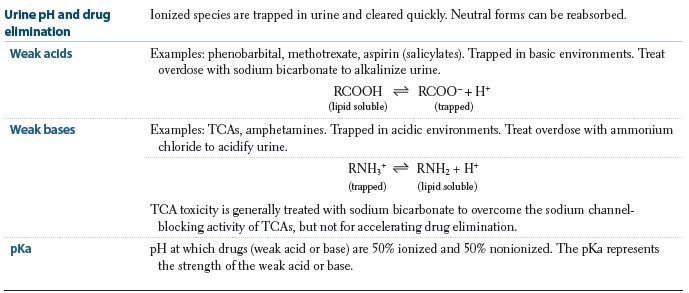 Urine pH and drug elimination
Ionized species are trapped in urine and cleared quickly. Neutral forms can be reabsorbed.
Weak acids
Examples: phenobarbital, methotrexate, aspirin (salicylates). Trapped in basic environments. Treat
overdose with sodium bicarbonate to alkalinize urine.
RCOOH ⇌ RCOO⁻ + H⁺
(lipid soluble) (trapped)
Weak bases
Examples: TCAs, amphetamines. Trapped in acidic environments. Treat overdose with ammonium
chloride to acidify urine.
RNH₃⁺ ⇌ RNH₂ + H⁺
(trapped) (lipid soluble)
TCA toxicity is generally treated with sodium bicarbonate to overcome the sodium channel-
blocking activity of TCAs, but not for accelerating drug elimination.
pKa
pH at which drugs (weak acid or base) are 50% ionized and 50% nonionized. The pKa represents
the strength of the weak acid or base.